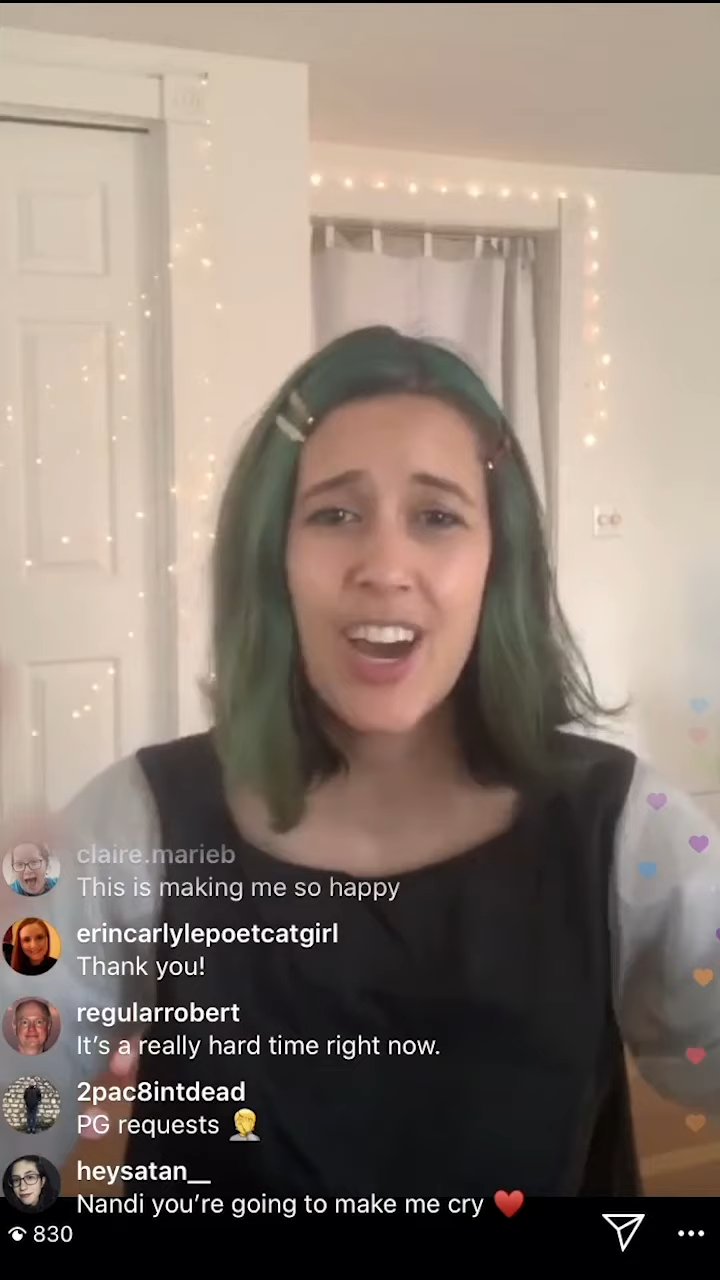 claire.marieb
This is making me so happy
erincarlylepoetcatgirl
Thank you!
regularrobert
It’s a really hard time right now.
2pac8intdead
PG requests 🤦
heysatan__
Nandi you’re going to make me cry ♥️
830